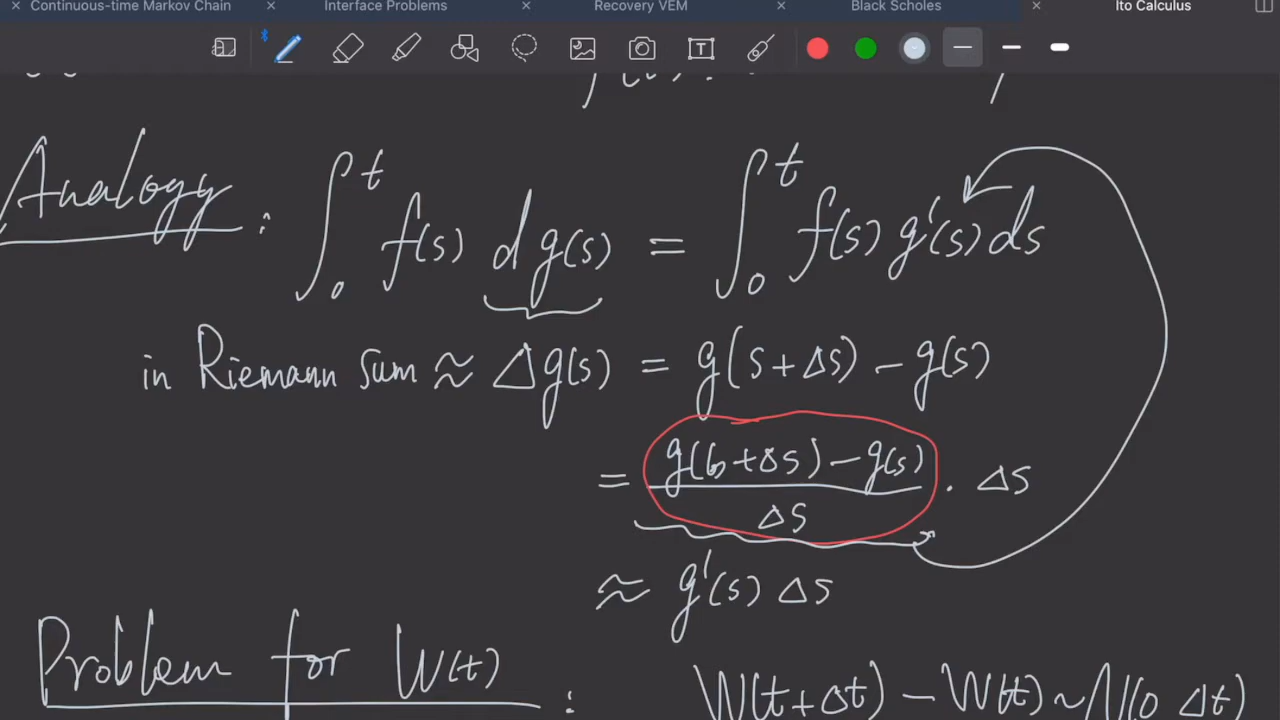 Continuous-time Markov Chain
Interface Problems
Recovery VEM
Black Scholes
Ito Calculus
Analogy : ∫₀ᵗ f(s) dg(s) = ∫₀ᵗ f(s) g'(s) ds
in Riemann sum ≈ Δg(s) = g(s+Δs) − g(s)
= (g(s+Δs) − g(s))/Δs · Δs
≈ g'(s) Δs
Problem for W(t) : W(t+Δt) − W(t) ~ N(0, Δt)